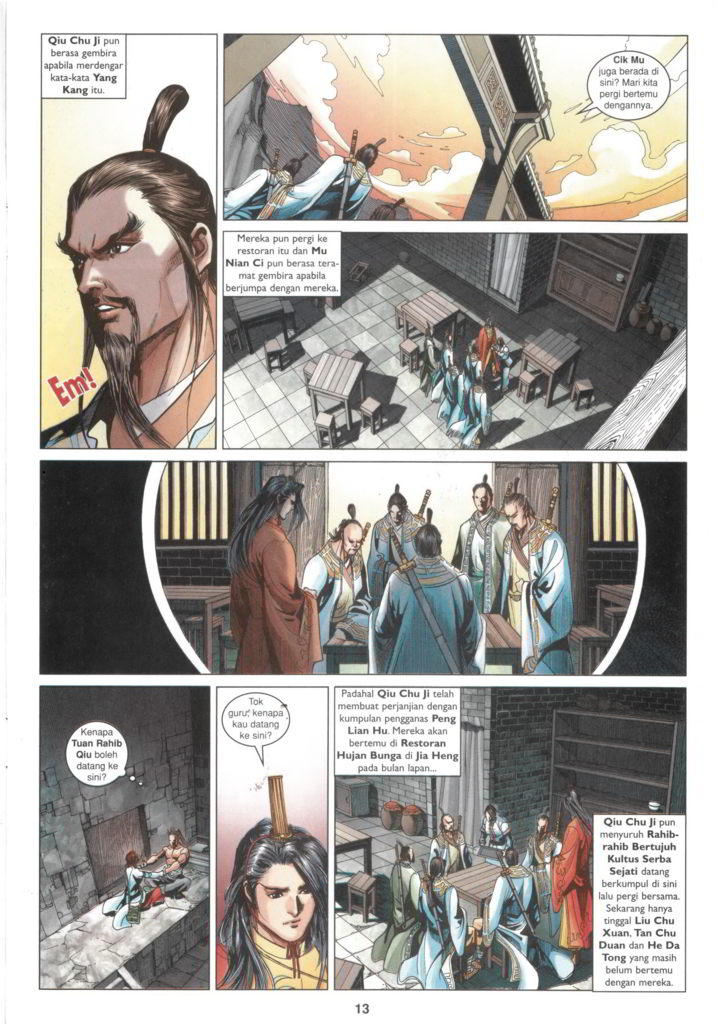 Qiu Chu Ji pun
berasa gembira
apabila merdengar
kata-kata Yang
Kang itu.
Em!
Cik Mu
juga berada di
sini? Mari kita
pergi bertemu
dengannya.
Mereka pun pergi ke
restoran itu dan Mu
Nian Ci pun berasa tera-
mat gembira apabila
berjumpa dengan mereka.
Kenapa
Tuan Rahib
Qiu boleh
datang ke
sini?
Tok
guru, kenapa
kau datang
ke sini?
Padahal Qiu Chu Ji telah
membuat perjanjian dengan
kumpulan pengganas Peng
Lian Hu. Mereka akan
bertemu di Restoran
Hujan Bunga di Jia Heng
pada bulan lapan...
Qiu Chu Ji pun
menyuruh Rahib-
rahib Bertujuh
Kultus Serba
Sejati datang
berkumpul di sini
lalu pergi bersama.
Sekarang hanya
tinggal Liu Chu
Xuan, Tan Chu
Duan dan He Da
Tong yang masih
belum bertemu
dengan mereka.
13